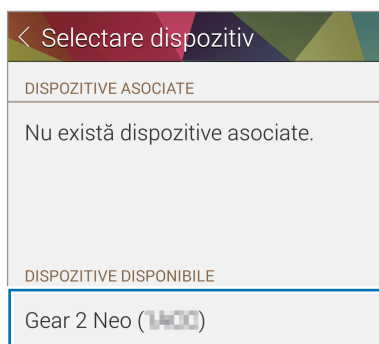 Selectare dispozitiv
DISPOZITIVE ASOCIATE
Nu există dispozitive asociate.
DISPOZITIVE DISPONIBILE
Gear 2 Neo ()